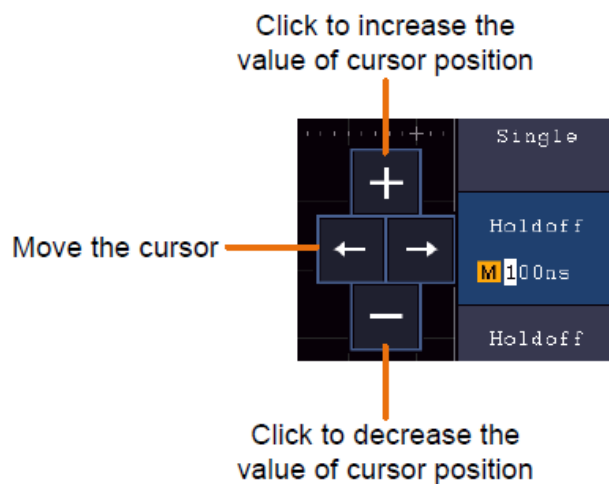 Click to increase the
value of cursor position
Single
Holdoff
Move the cursor
M 100ns
Holdoff
Click to decrease the
value of cursor position